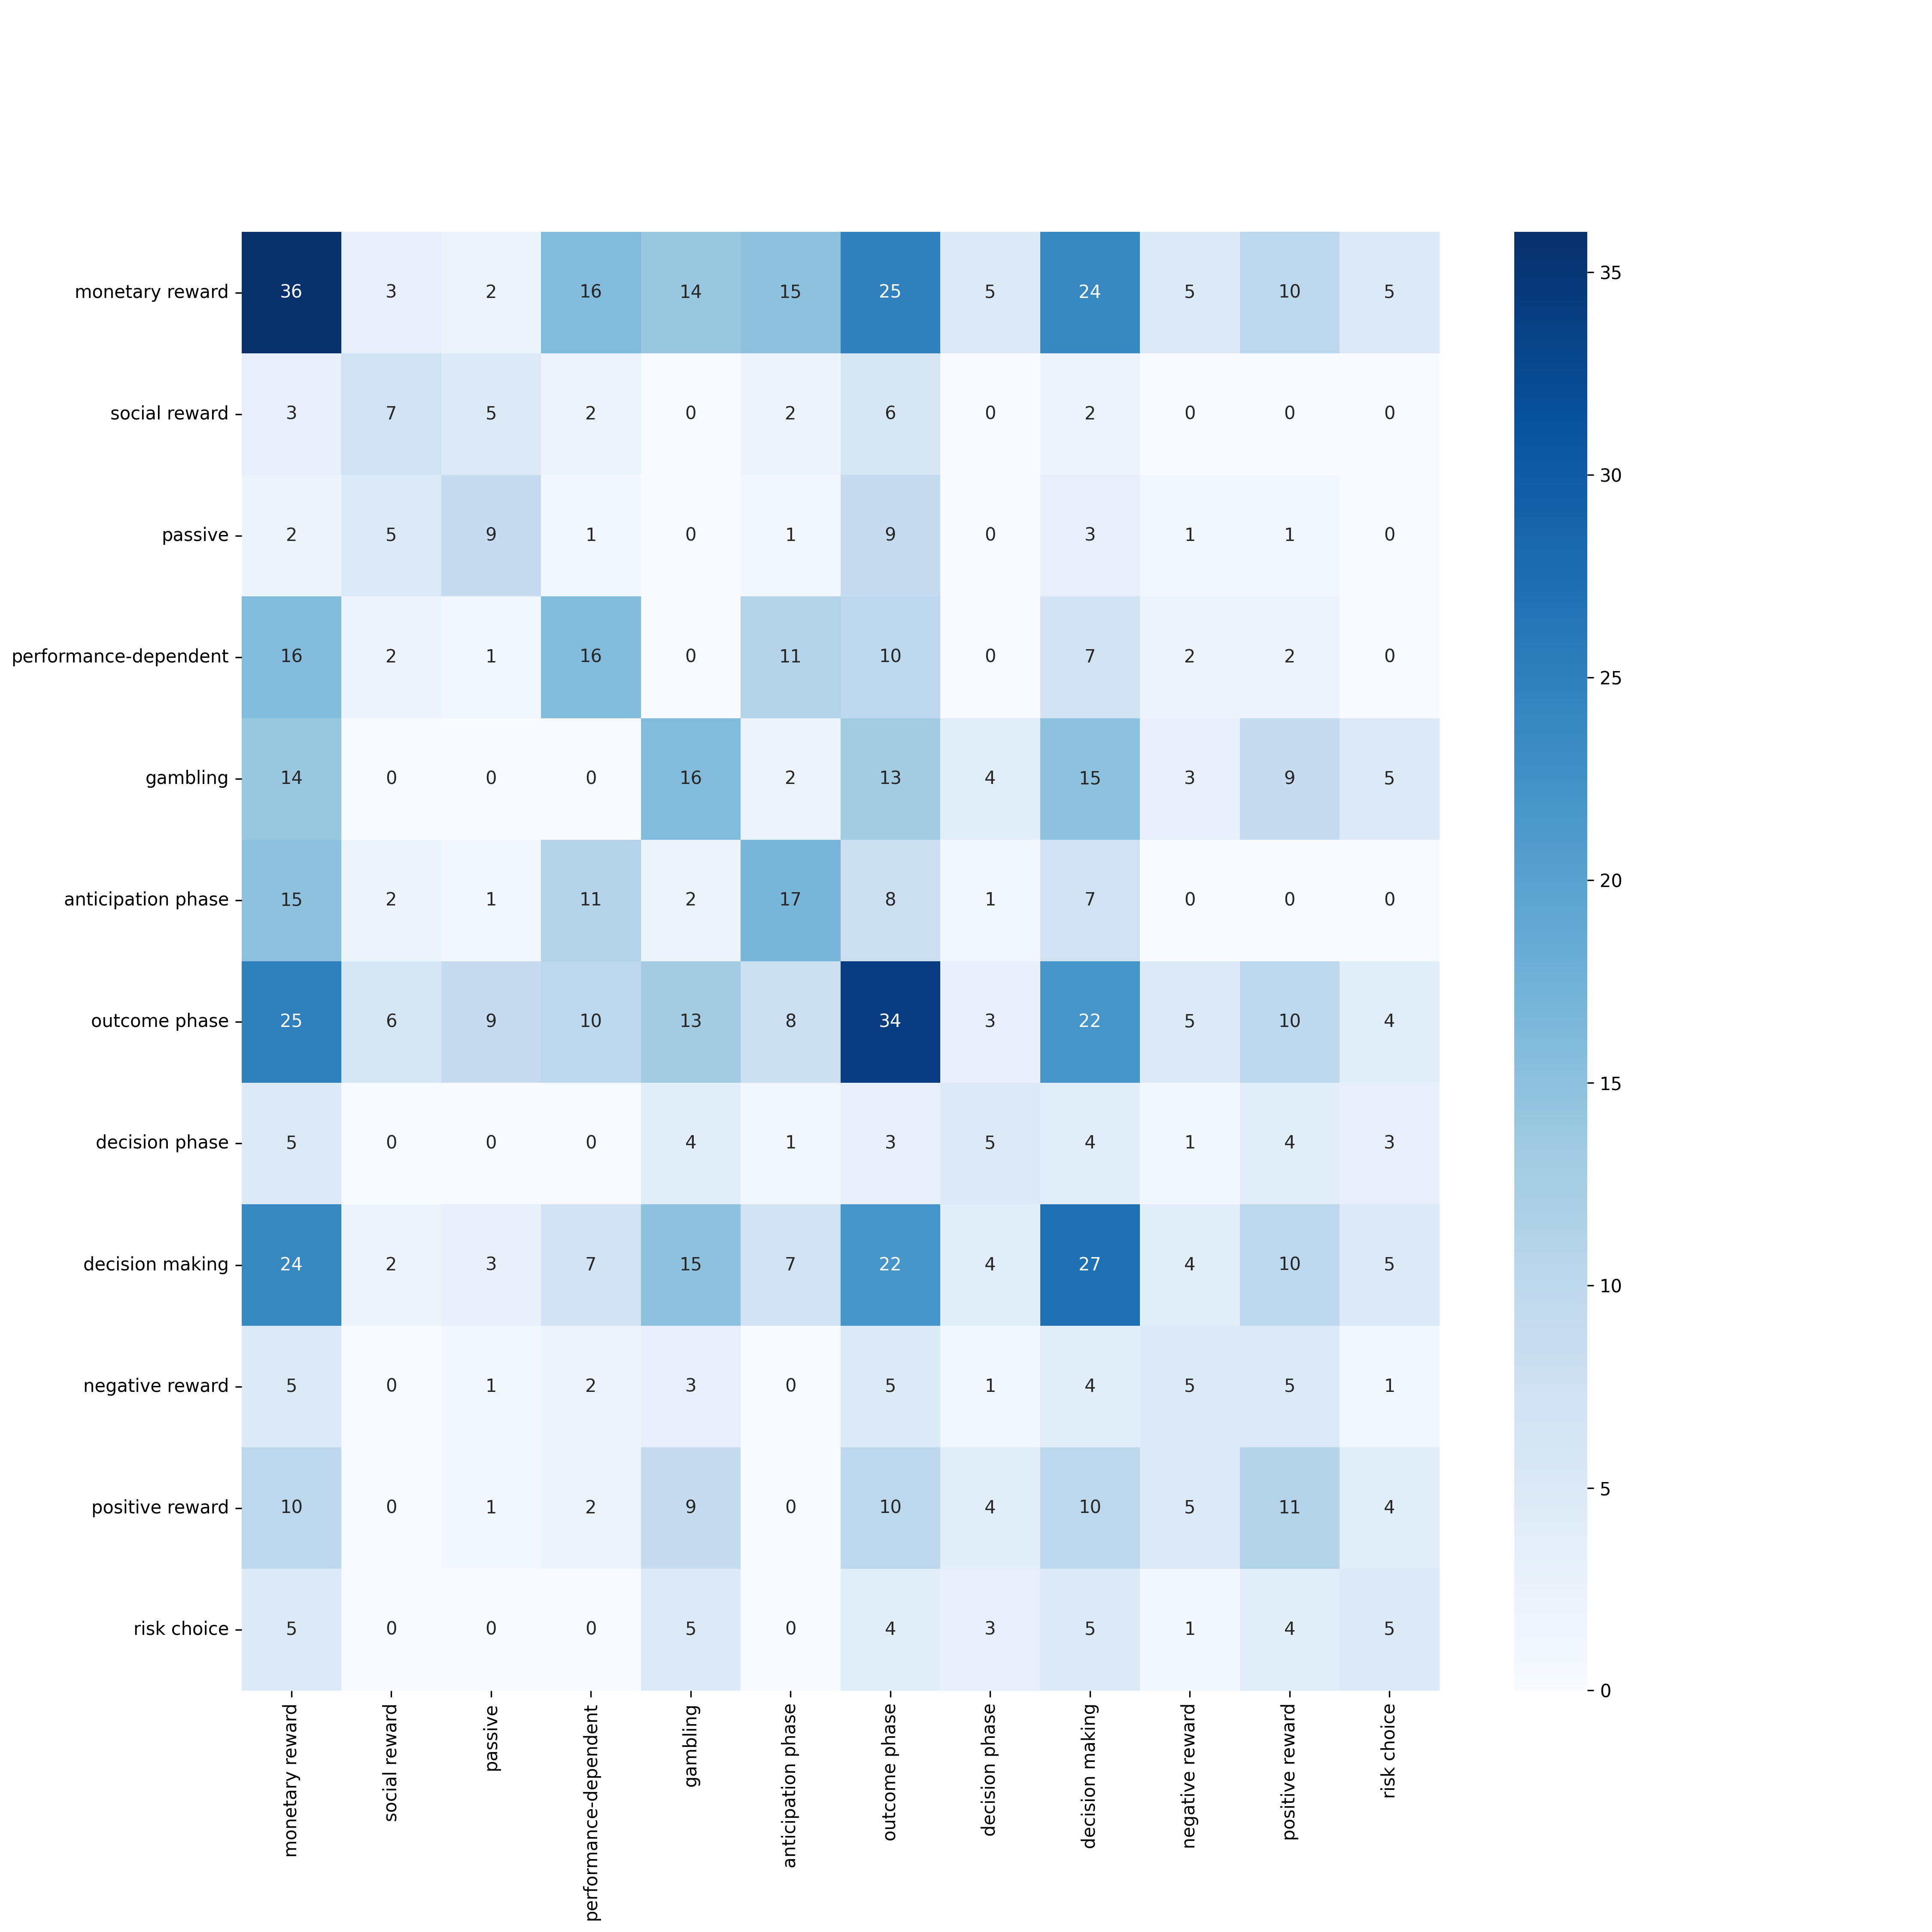 monetary reward 36 3 2 16 14 15 25 5 24 5 10 5
social reward 3 7 5 2 0 2 6 0 2 0 0 0
passive 2 5 9 1 0 1 9 0 3 1 1 0
performance-dependent 16 2 1 16 0 11 10 0 7 2 2 0
gambling 14 0 0 0 16 2 13 4 15 3 9 5
anticipation phase 15 2 1 11 2 17 8 1 7 0 0 0
outcome phase 25 6 9 10 13 8 34 3 22 5 10 4
decision phase 5 0 0 0 4 1 3 5 4 1 4 3
decision making 24 2 3 7 15 7 22 4 27 4 10 5
negative reward 5 0 1 2 3 0 5 1 4 5 5 1
positive reward 10 0 1 2 9 0 10 4 10 5 11 4
risk choice 5 0 0 0 5 0 4 3 5 1 4 5
monetary reward
social reward
passive
performance-dependent
gambling
anticipation phase
outcome phase
decision phase
decision making
negative reward
positive reward
risk choice
35
30
25
20
15
10
5
0